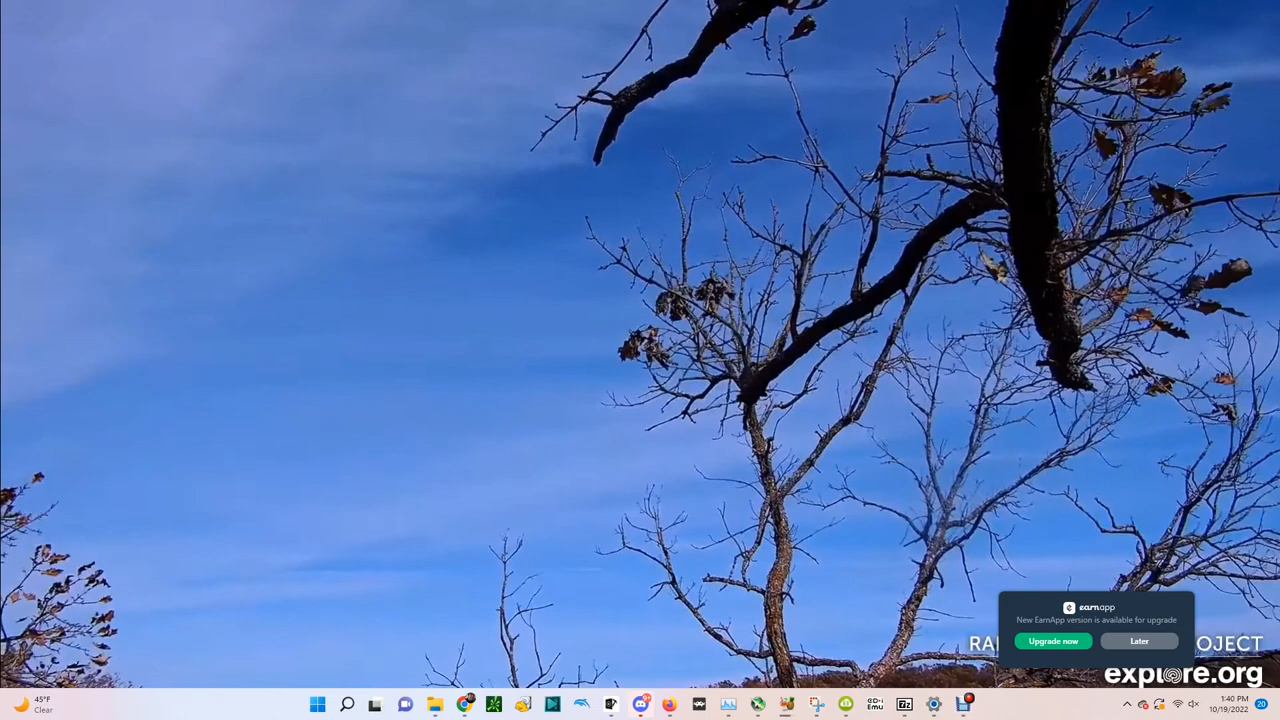 earnapp
New EarnApp version is available for upgrade
Upgrade now
Later
OJECT
explore.org
45°F
Clear
1:40 PM
10/19/2022
20